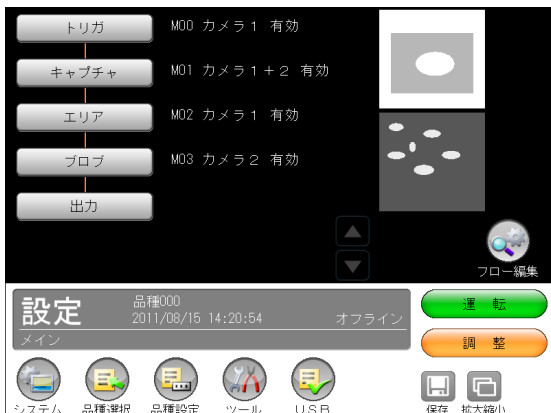 トリガ
M00 カメラ1 有効
キャプチャ
M01 カメラ1+2 有効
エリア
M02 カメラ1 有効
ブロブ
M03 カメラ2 有効
出力
フロー編集
設定
品種000
2011/08/15 14:20:54
オフライン
メイン
運 転
調 整
システム
品種選択
品種設定
ツール
USB
保存
拡大縮小